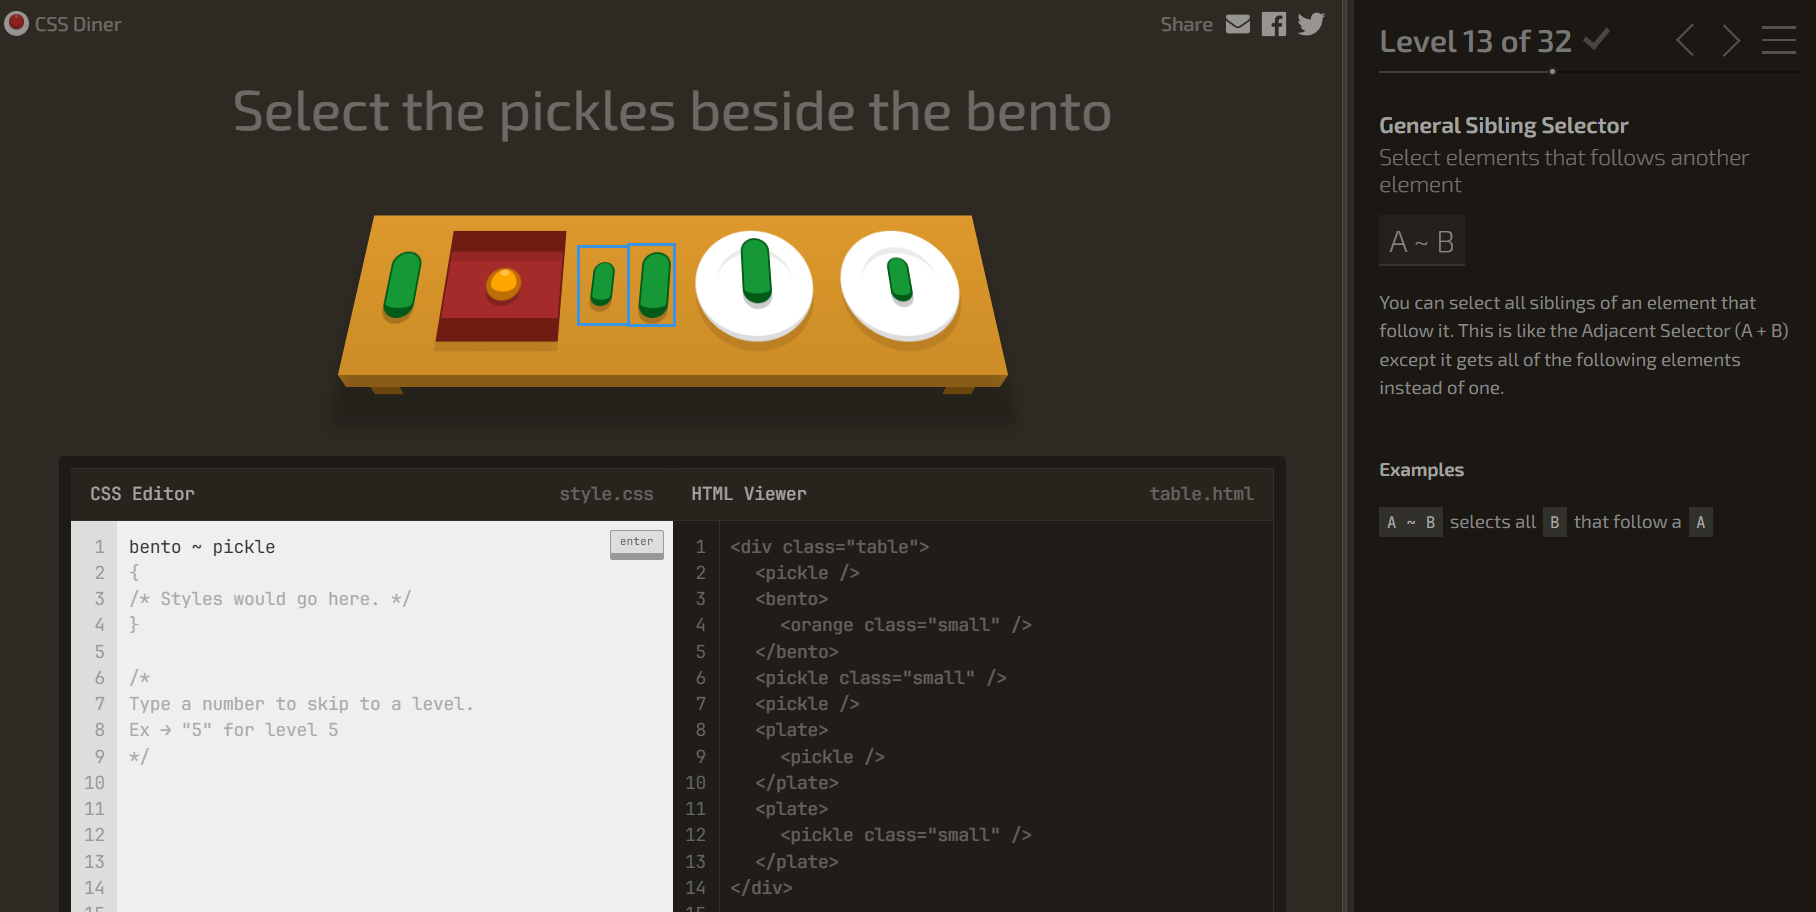 CSS Diner
Share
Select the pickles beside the bento
CSS Editor
style.css
1 bento ~ pickle
enter
2 {
3 /* Styles would go here. */
4 }
5
6 /*
7 Type a number to skip to a level.
8 Ex → "5" for level 5
9 */
10
11
12
13
14
15
HTML Viewer
table.html
1 <div class="table">
2 <pickle />
3 <bento>
4 <orange class="small" />
5 </bento>
6 <pickle class="small" />
7 <pickle />
8 <plate>
9 <pickle />
10 </plate>
11 <plate>
12 <pickle class="small" />
13 </plate>
14 </div>
15
Level 13 of 32
General Sibling Selector
Select elements that follows another
element
A ~ B
You can select all siblings of an element that
follow it. This is like the Adjacent Selector (A + B)
except it gets all of the following elements
instead of one.
Examples
A ~ B selects all B that follow a A